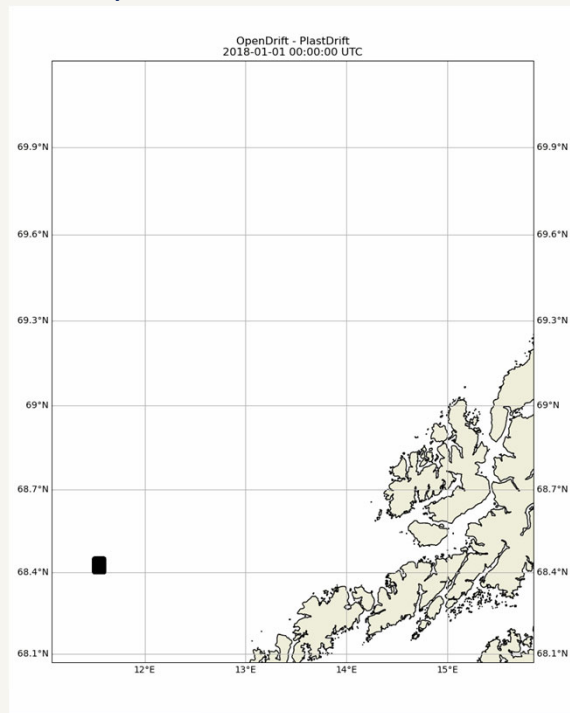 OpenDrift - PlastDrift
2018-01-01 00:00:00 UTC
69.9°N 69.9°N
69.6°N 69.6°N
69.3°N 69.3°N
69°N 69°N
68.7°N 68.7°N
68.4°N 68.4°N
68.1°N 68.1°N
12°E 13°E 14°E 15°E